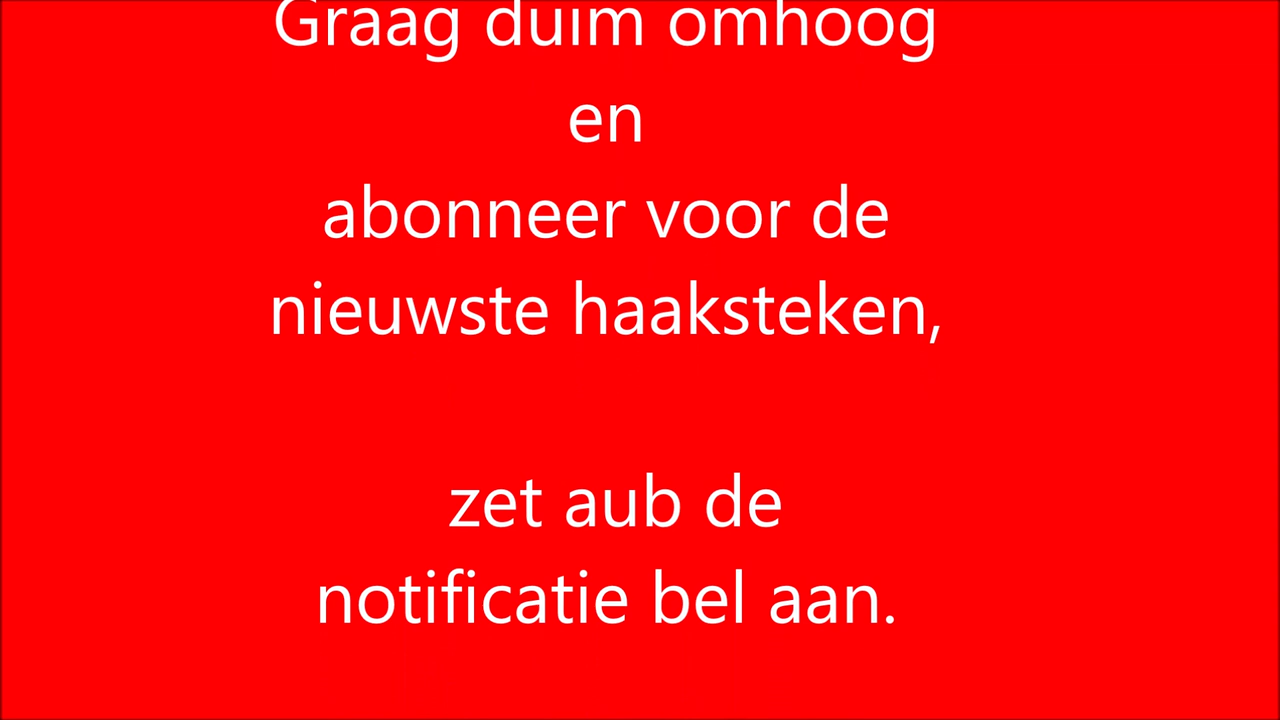 Graag duim omhoog
en
abonneer voor de
nieuwste haaksteken,
zet aub de
notificatie bel aan.